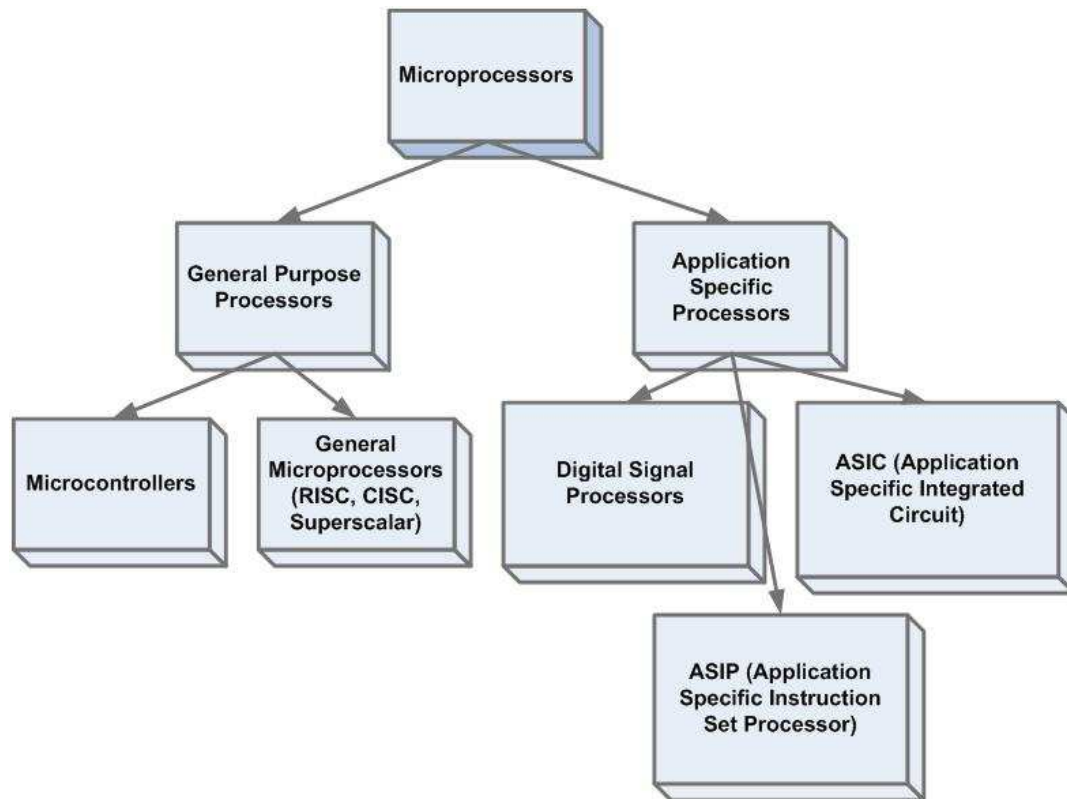 Microprocessors
General Purpose
Processors
Application
Specific
Processors
Microcontrollers
General
Microprocessors
(RISC, CISC,
Superscalar)
Digital Signal
Processors
ASIC (Application
Specific Integrated
Circuit)
ASIP (Application
Specific Instruction
Set Processor)